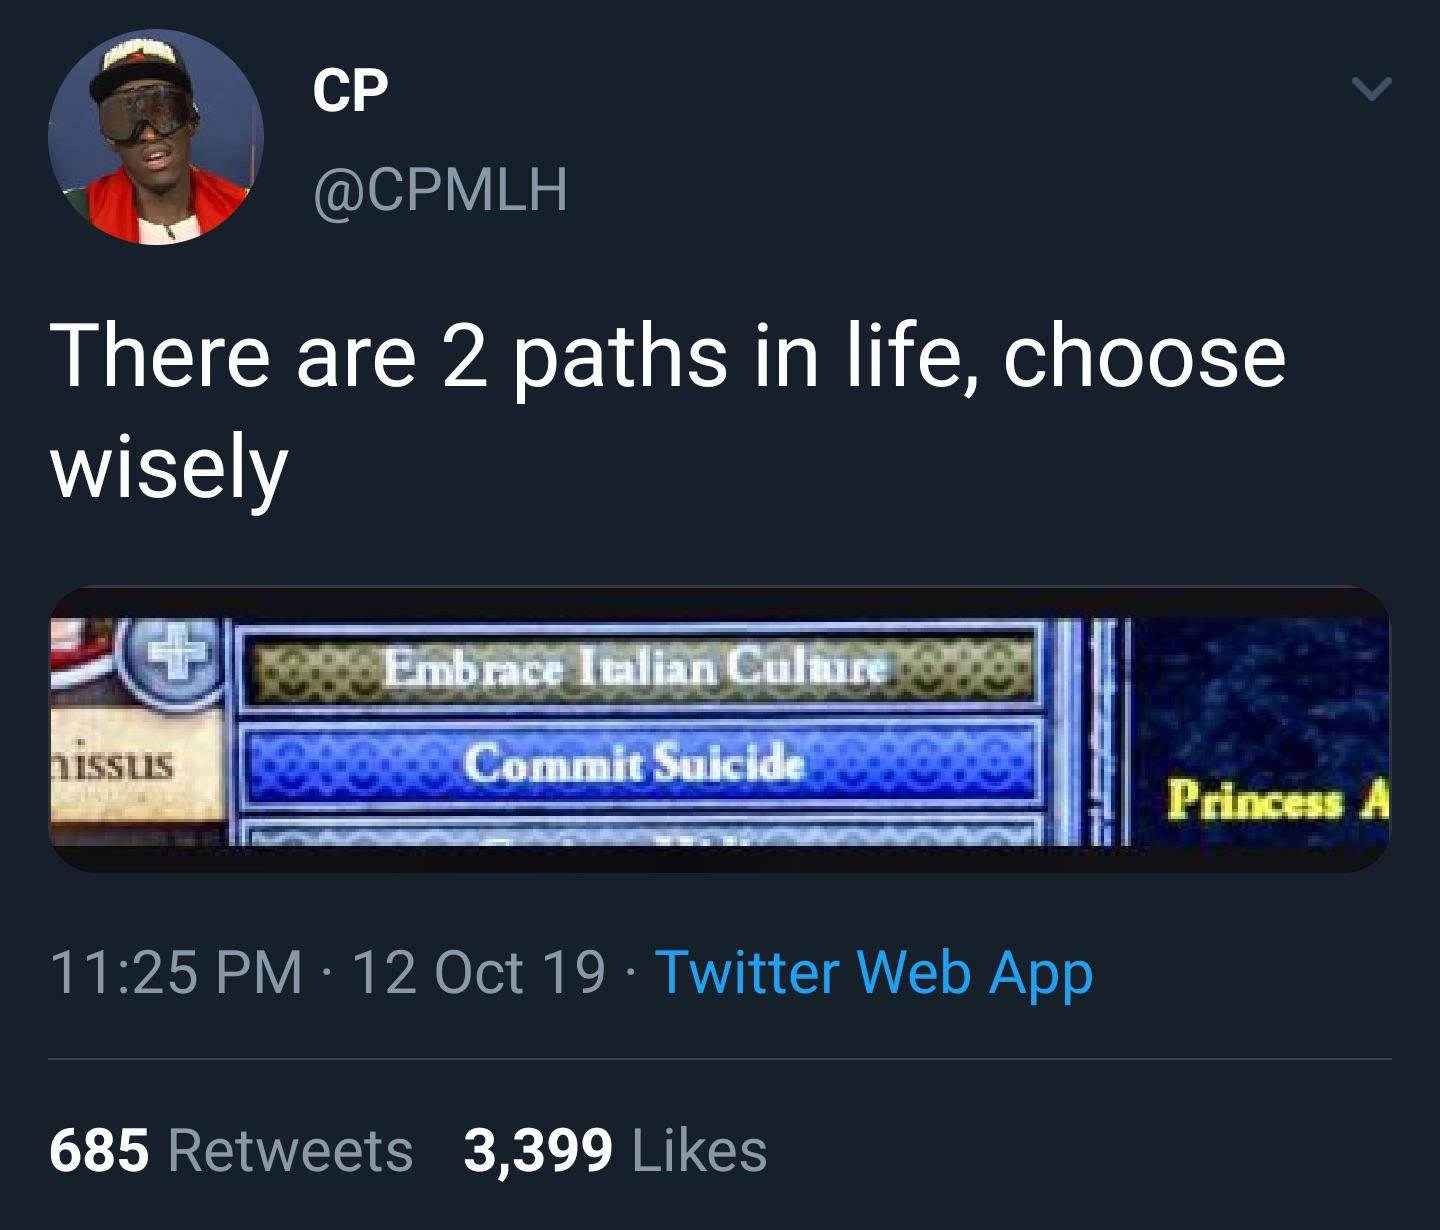 CP
@CPMLH
There are 2 paths in life, choose
wisely
Embrace Italian Culture
Commit Suicide
nissus
Princess A
11:25 PM · 12 Oct 19 · Twitter Web App
685 Retweets 3,399 Likes